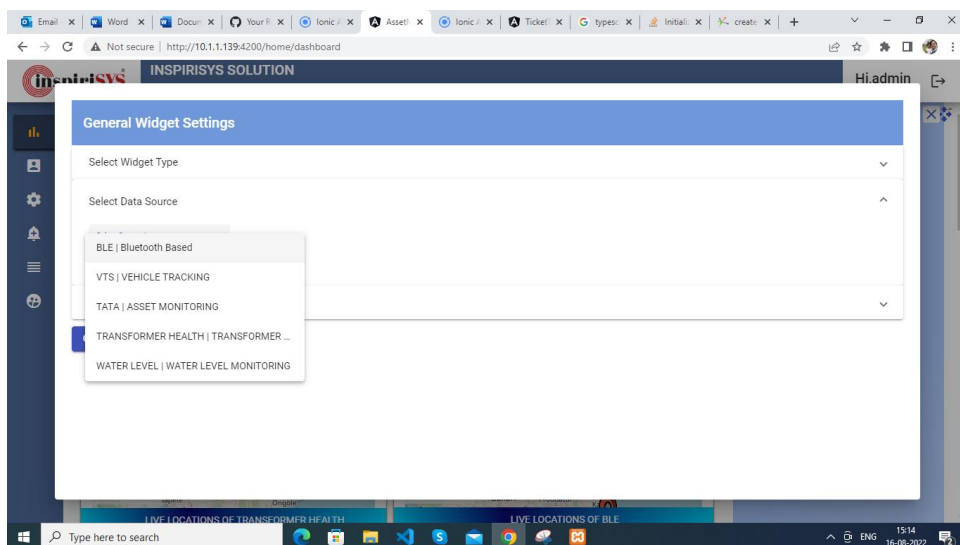 Email
Word
Docum
Your R
Ionic A
AssetM
Ionic A
Ticket
typesc
Initiali
create
Not secure | http://10.1.1.139:4200/home/dashboard
inspiriSYS
INSPIRISYS SOLUTION
Hi,admin
General Widget Settings
Select Widget Type
Select Data Source
BLE | Bluetooth Based
VTS | VEHICLE TRACKING
TATA | ASSET MONITORING
TRANSFORMER HEALTH | TRANSFORMER ...
WATER LEVEL | WATER LEVEL MONITORING
Ongole
LIVE LOCATIONS OF TRANSFORMER HEALTH
LIVE LOCATIONS OF BLE
Type here to search
ENG
15:14
16-08-2022